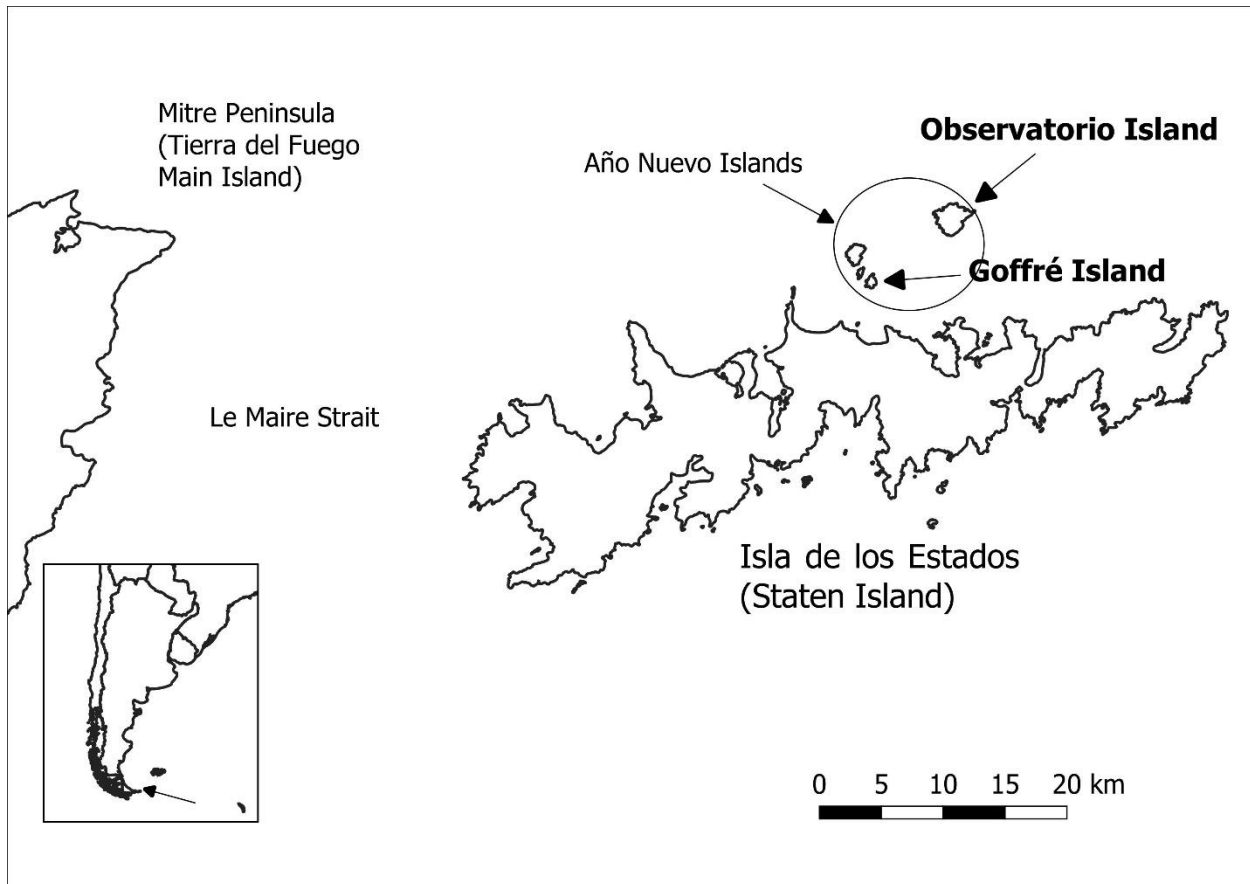 Mitre Peninsula
(Tierra del Fuego
Main Island)
Observatorio Island
Año Nuevo Islands
Goffré Island
Le Maire Strait
Isla de los Estados
(Staten Island)
0 5 10 15 20 km